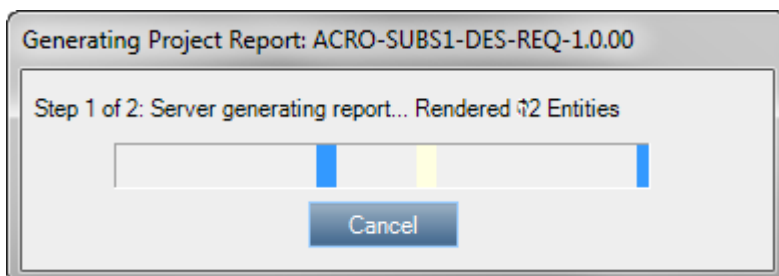 Generating Project Report: ACRO-SUBS1-DES-REQ-1.0.00
Step 1 of 2: Server generating report... Rendered Entities
Cancel